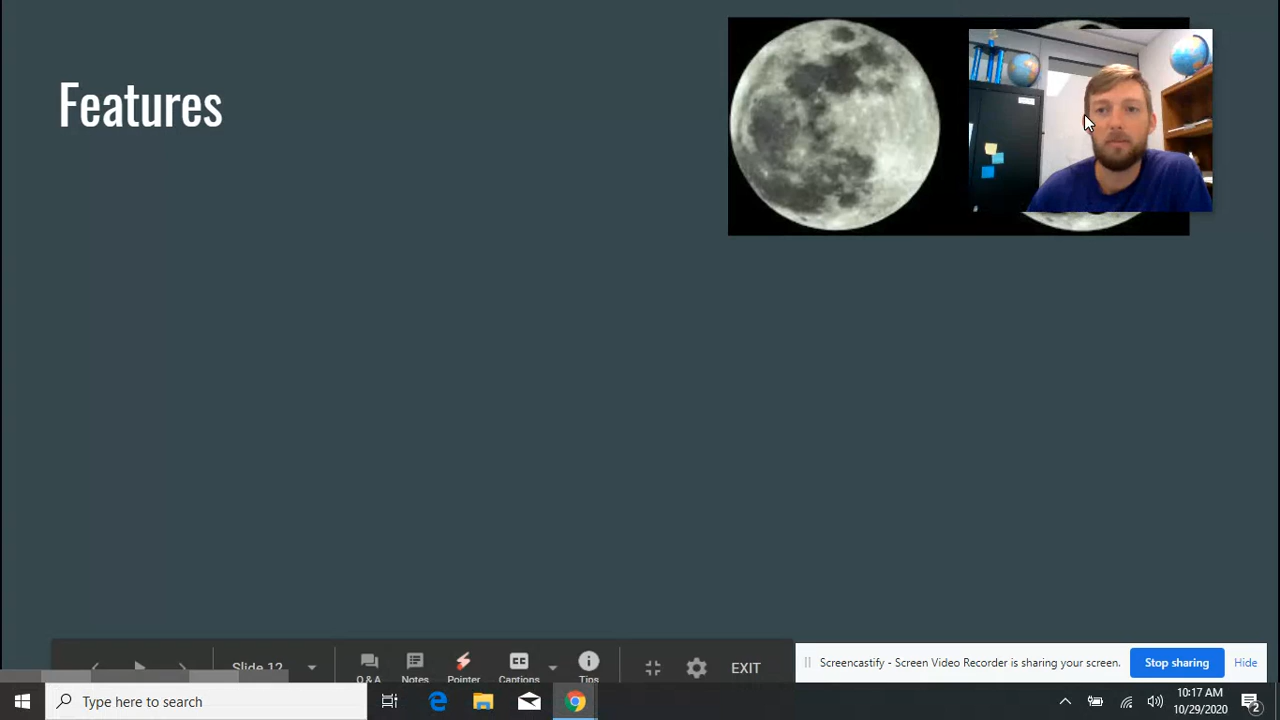 Features
Slide 12
Q & A
Notes
Pointer
Captions
Tips
EXIT
Screencastify - Screen Video Recorder is sharing your screen.
Stop sharing
Hide
Type here to search
10:17 AM
10/29/2020
2